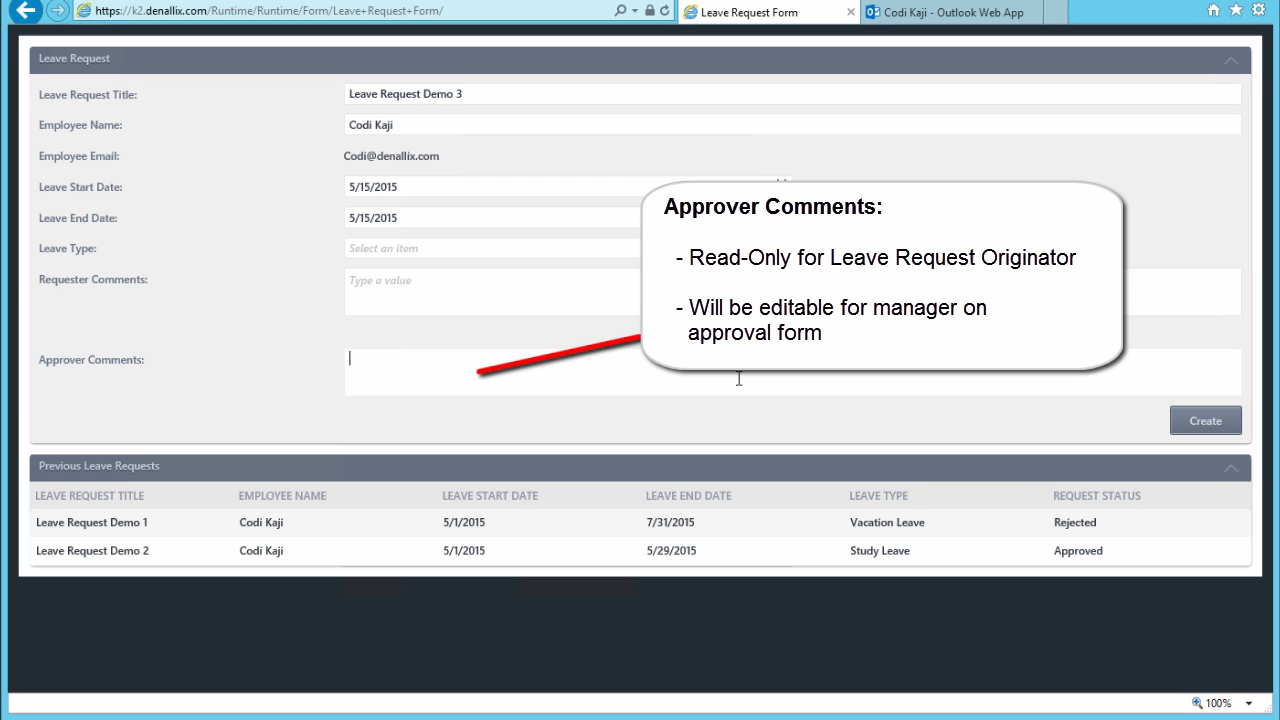 https://k2.denallix.com/Runtime/Runtime/Form/Leave+Request+Form/
Leave Request Form
Codi Kaji - Outlook Web App
Leave Request
Leave Request Title:
Leave Request Demo 3
Employee Name:
Codi Kaji
Employee Email:
Codi@denallix.com
Leave Start Date:
5/15/2015
Leave End Date:
5/15/2015
Leave Type:
Select an item
Requester Comments:
Type a value
Approver Comments:
Approver Comments:
- Read-Only for Leave Request Originator
- Will be editable for manager on
approval form
Create
Previous Leave Requests
LEAVE REQUEST TITLE EMPLOYEE NAME LEAVE START DATE LEAVE END DATE LEAVE TYPE REQUEST STATUS
Leave Request Demo 1 Codi Kaji 5/1/2015 7/31/2015 Vacation Leave Rejected
Leave Request Demo 2 Codi Kaji 5/1/2015 5/29/2015 Study Leave Approved
100%